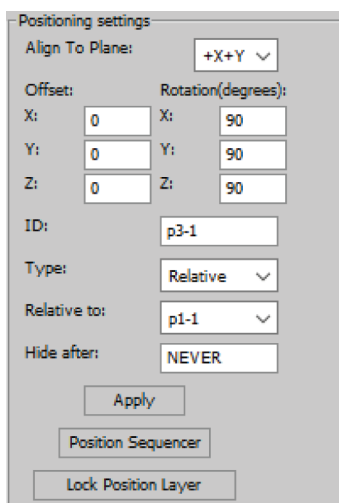 Positioning settings
Align To Plane: +X+Y
Offset: Rotation(degrees):
X: 0 X: 90
Y: 0 Y: 90
Z: 0 Z: 90
ID: p3-1
Type: Relative
Relative to: p1-1
Hide after: NEVER
Apply
Position Sequencer
Lock Position Layer